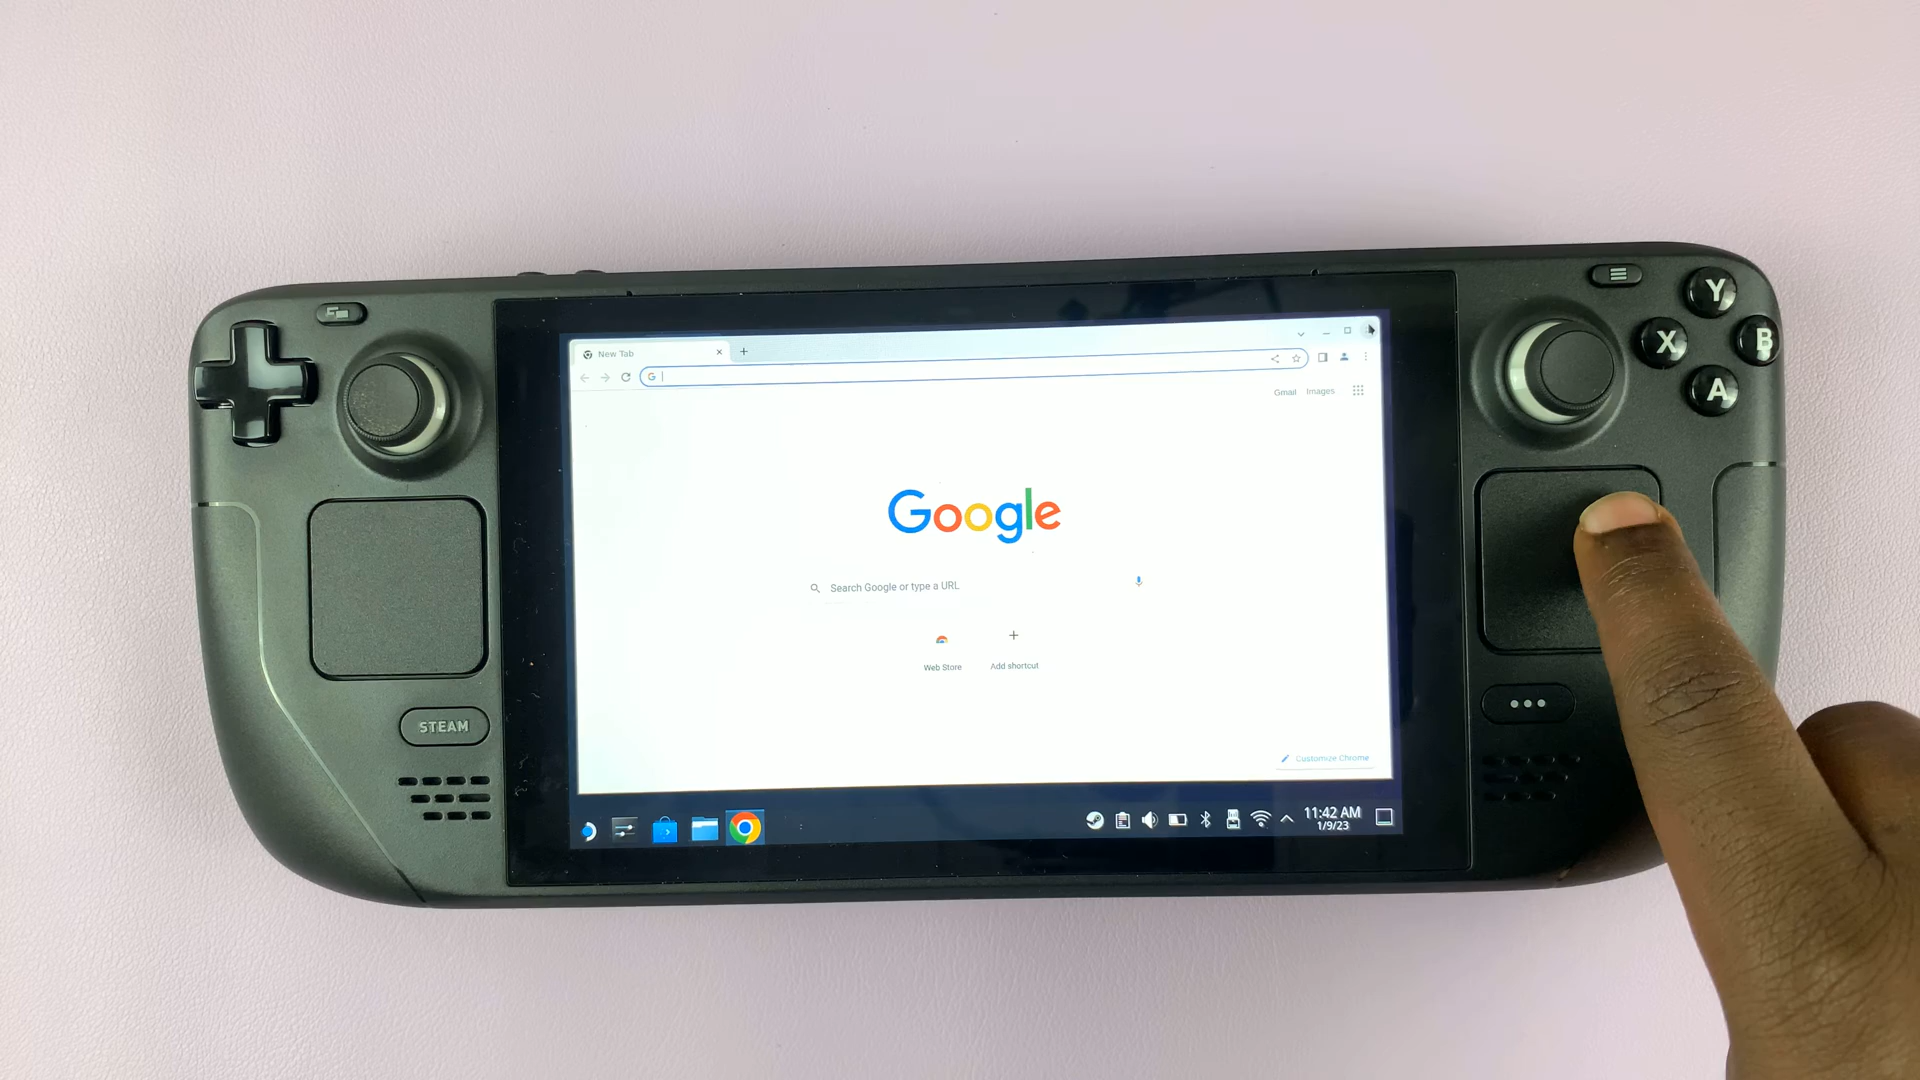 New Tab
Gmail Images
Google
Search Google or type a URL
Web Store Add shortcut
Customize Chrome
11:42 AM
1/9/23
STEAM
Y
X
B
A